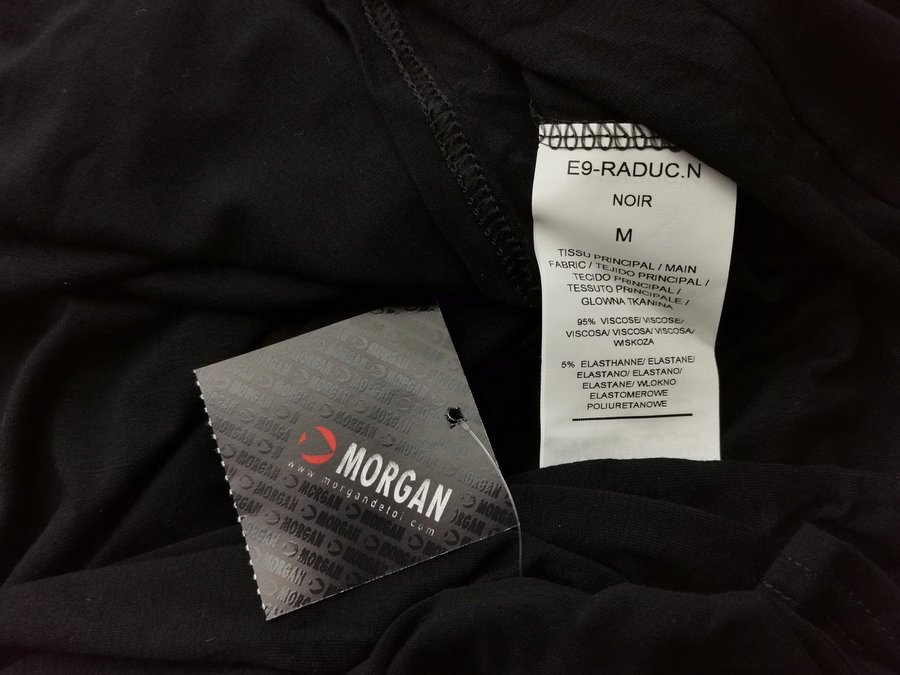 E9-RADUC.N
NOIR
M
TISSU PRINCIPAL / MAIN
FABRIC / TEJIDO PRINCIPAL /
TECIDO PRINCIPAL /
TESSUTO PRINCIPALE /
GLOWNA TKANINA
95% VISCOSE/ VISCOSE/
VISCOSA/ VISCOSA/ VISCOSA/
WISKOZA
5% ELASTHANNE/ ELASTANE/
ELASTANO/ ELASTANO/
ELASTANE/ WLOKNO
ELASTOMEROWE
POLIURETANOWE
MORGAN
www.morgandetoi.com